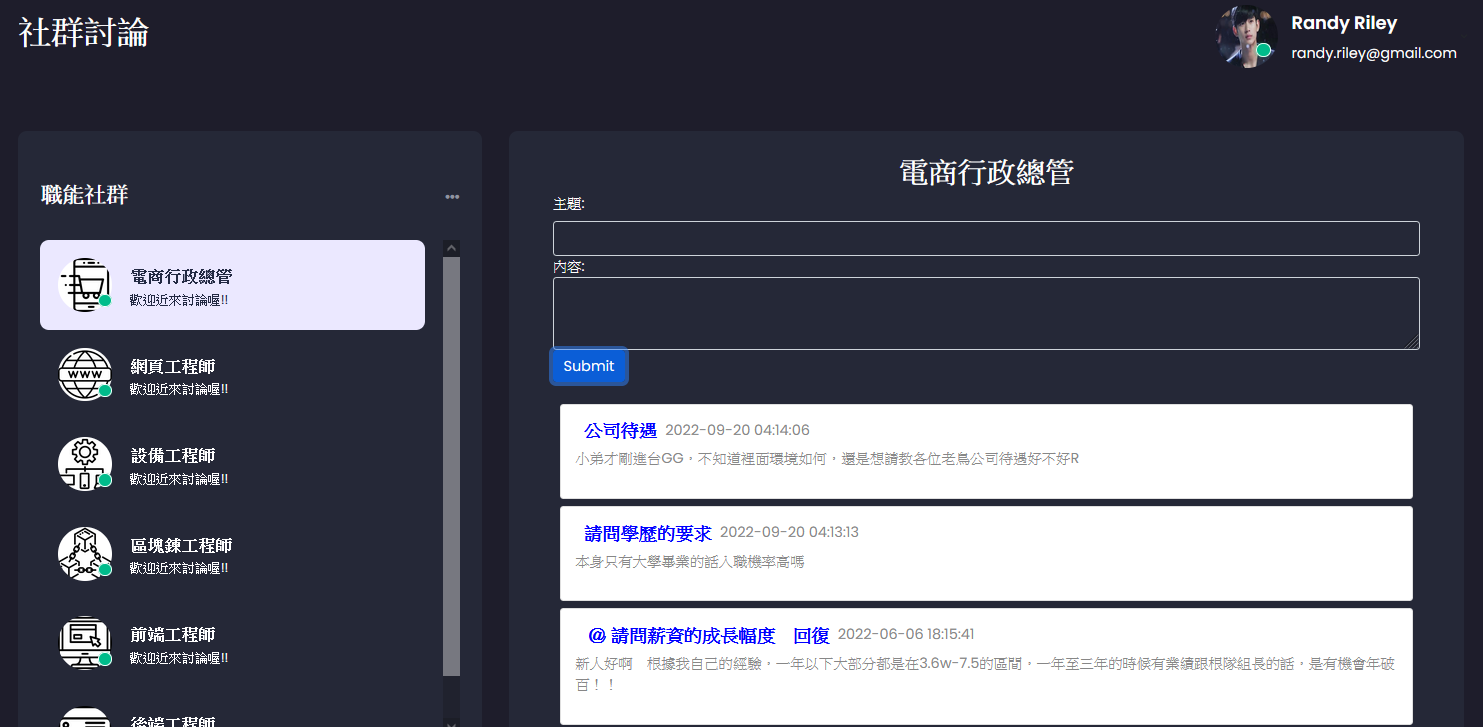 社群討論
Randy Riley
randy.riley@gmail.com
職能社群
電商行政總管
歡迎近來討論喔!!
WWW
網頁工程師
歡迎近來討論喔!!
設備工程師
歡迎近來討論喔!!
區塊鍊工程師
歡迎近來討論喔!!
前端工程師
歡迎近來討論喔!!
後端工程師
電商行政總管
主題:
內容:
Submit
公司待遇 2022-09-20 04:14:06
小弟才剛進台GG，不知道裡面環境如何，還是想請教各位老鳥公司待遇好不好R
請問學歷的要求 2022-09-20 04:13:13
本身只有大學畢業的話入職機率高嗎
@ 請問薪資的成長幅度　回復 2022-06-06 18:15:41
新人好啊　根據我自己的經驗，一年以下大部分都是在3.6w-7.5的區間，一年至三年的時候有業績跟根隊組長的話，是有機會年破
百！！